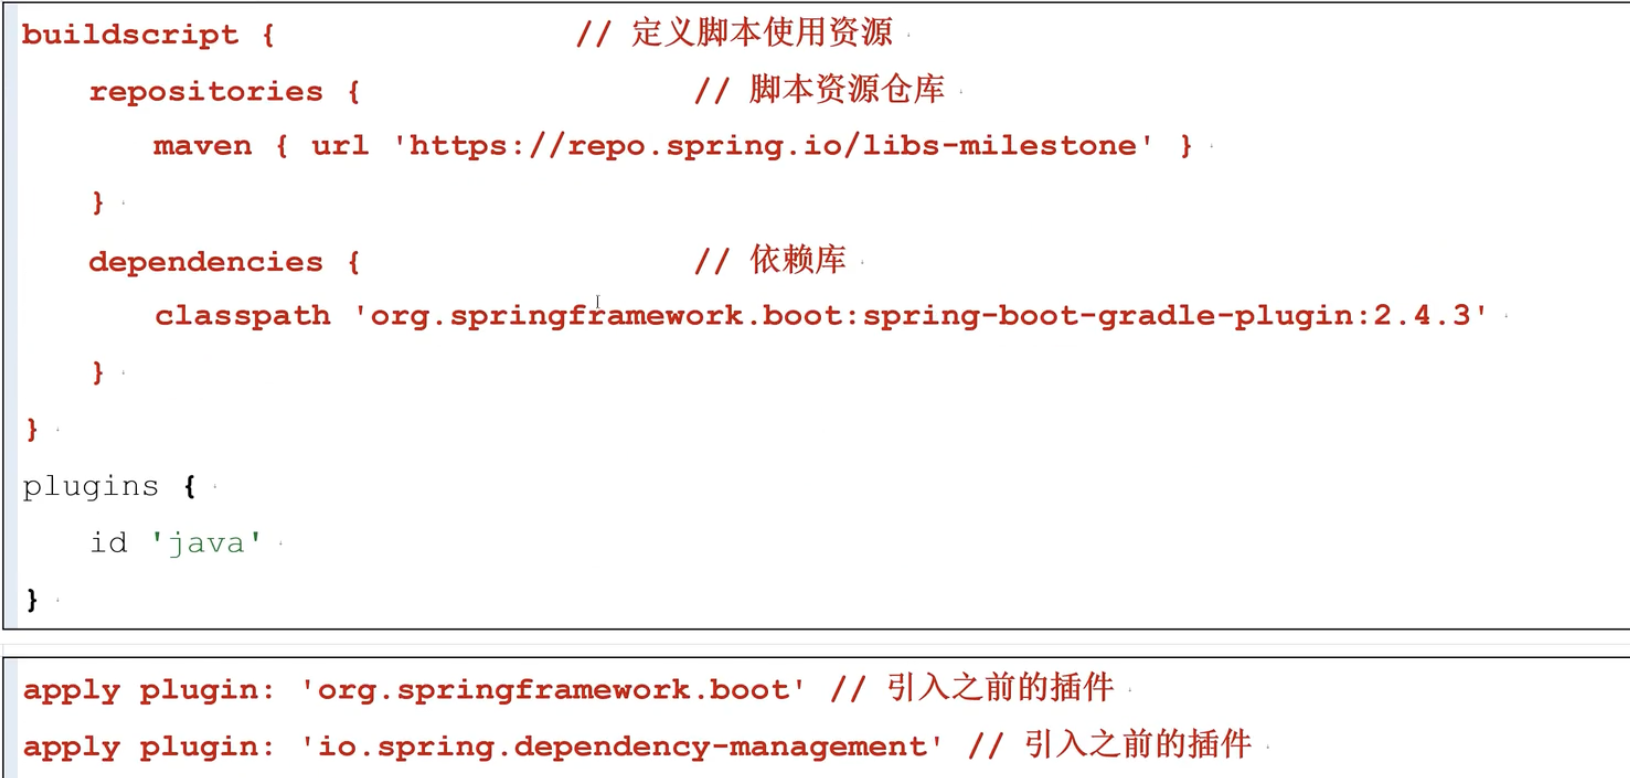 buildscript { // 定义脚本使用资源
repositories { // 脚本资源仓库
maven { url 'https://repo.spring.io/libs-milestone' }
}
dependencies { // 依赖库
classpath 'org.springframework.boot:spring-boot-gradle-plugin:2.4.3'
}
}
plugins {
id 'java'
}
apply plugin: 'org.springframework.boot' // 引入之前的插件
apply plugin: 'io.spring.dependency-management' // 引入之前的插件